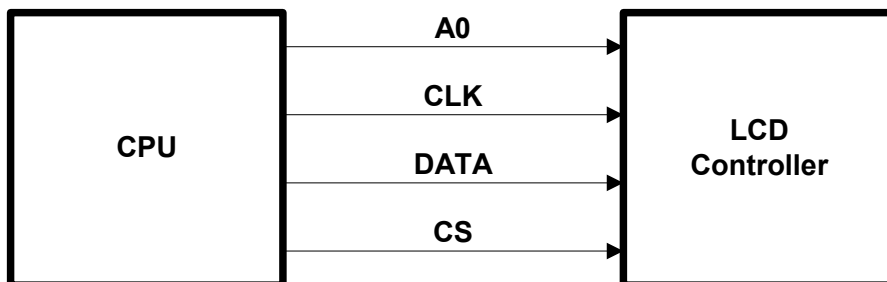 A0
CLK
CPU
LCD
Controller
DATA
CS